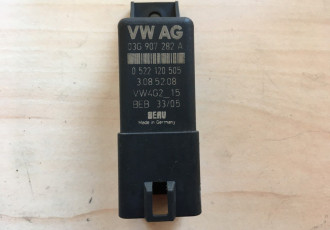 VW AG
03G 907 282 A
0 522 120 505
3.08 52.08
VW4G2_15
BEB 33/05
BERU
Made in Germany